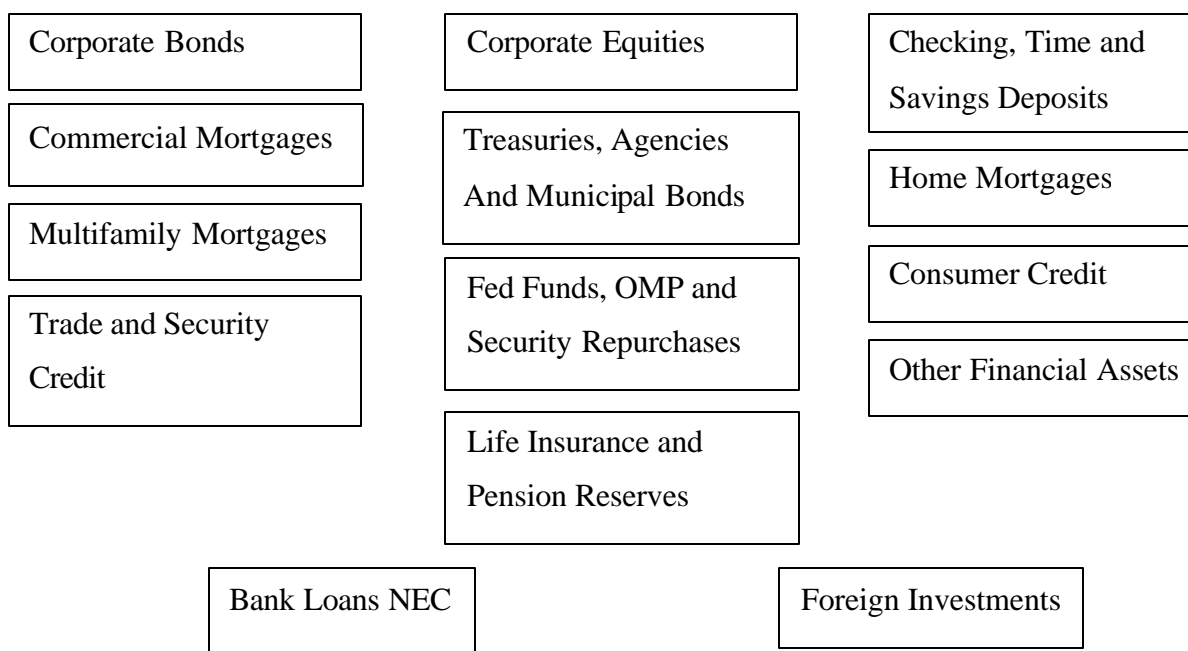 Corporate Bonds
Commercial Mortgages
Multifamily Mortgages
Trade and Security
Credit
Corporate Equities
Treasuries, Agencies
And Municipal Bonds
Fed Funds, OMP and
Security Repurchases
Life Insurance and
Pension Reserves
Checking, Time and
Savings Deposits
Home Mortgages
Consumer Credit
Other Financial Assets
Bank Loans NEC
Foreign Investments